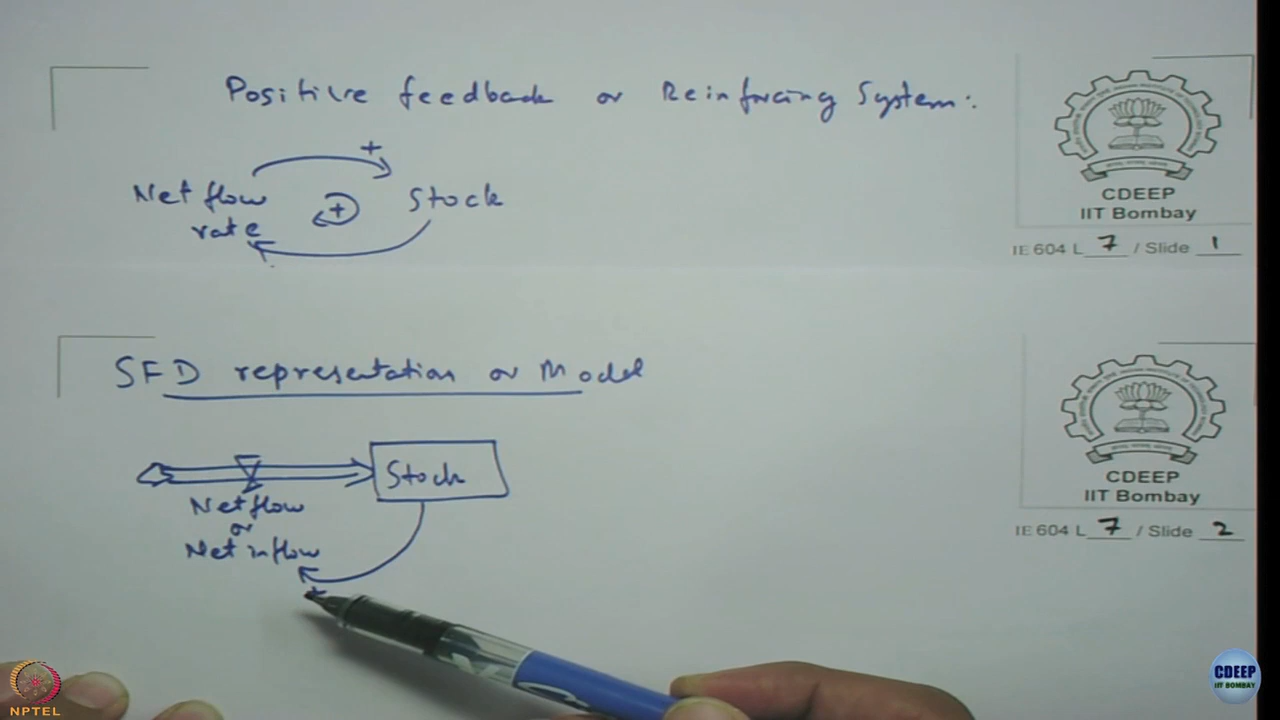 Positive feedback or Reinforcing System:
+
Net flow
rate
+
Stock
CDEEP
IIT Bombay
IE 604 L 7 / Slide 1
SFD representation or Model
Stock
Net flow
or
Net inflow
+
CDEEP
IIT Bombay
IE 604 L 7 / Slide 2
NPTEL
CDEEP
IIT BOMBAY